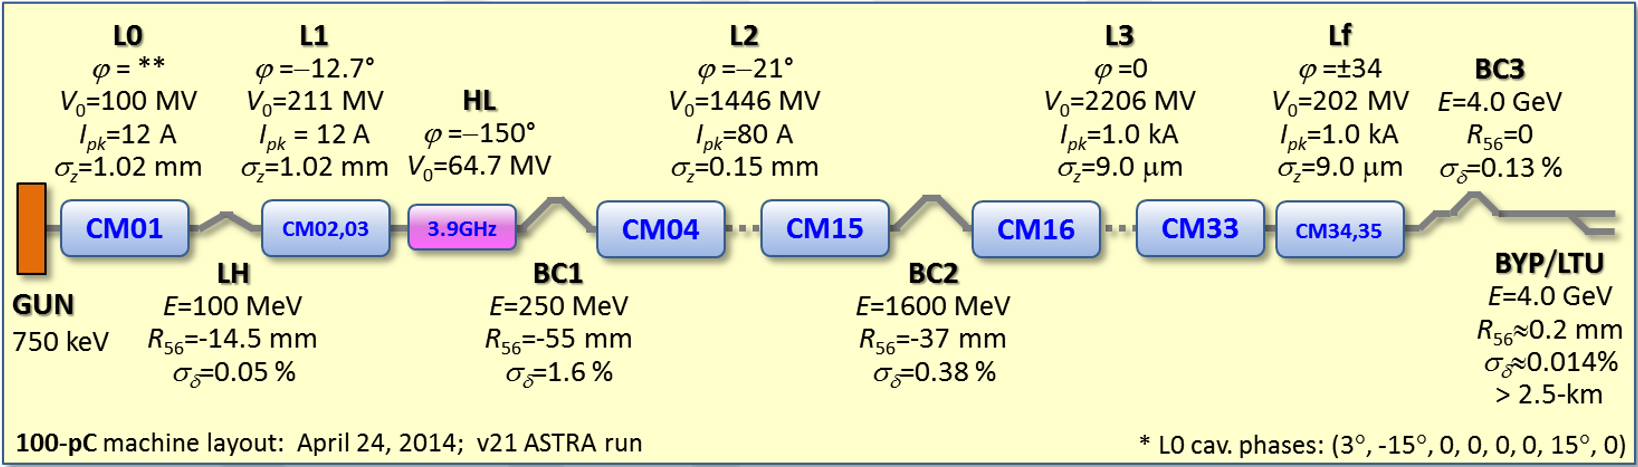 L0
φ = **
V0=100 MV
Ipk=12 A
σz=1.02 mm
L1
φ=−12.7°
V0=211 MV
Ipk = 12 A
σz=1.02 mm
HL
φ=−150°
V0=64.7 MV
L2
φ=−21°
V0=1446 MV
Ipk=80 A
σz=0.15 mm
L3
φ=0
V0=2206 MV
Ipk=1.0 kA
σz=9.0 μm
Lf
φ=±34
V0=202 MV
Ipk=1.0 kA
σz=9.0 μm
BC3
E=4.0 GeV
R56=0
σδ=0.13 %
CM01
CM02,03
3.9GHz
CM04
CM15
CM16
CM33
CM34,35
GUN
750 keV
LH
E=100 MeV
R56=-14.5 mm
σδ=0.05 %
BC1
E=250 MeV
R56=-55 mm
σδ=1.6 %
BC2
E=1600 MeV
R56=-37 mm
σδ=0.38 %
BYP/LTU
E=4.0 GeV
R56≈0.2 mm
σδ≈0.014%
> 2.5-km
100-pC machine layout: April 24, 2014; v21 ASTRA run
* L0 cav. phases: (3°, -15°, 0, 0, 0, 0, 15°, 0)